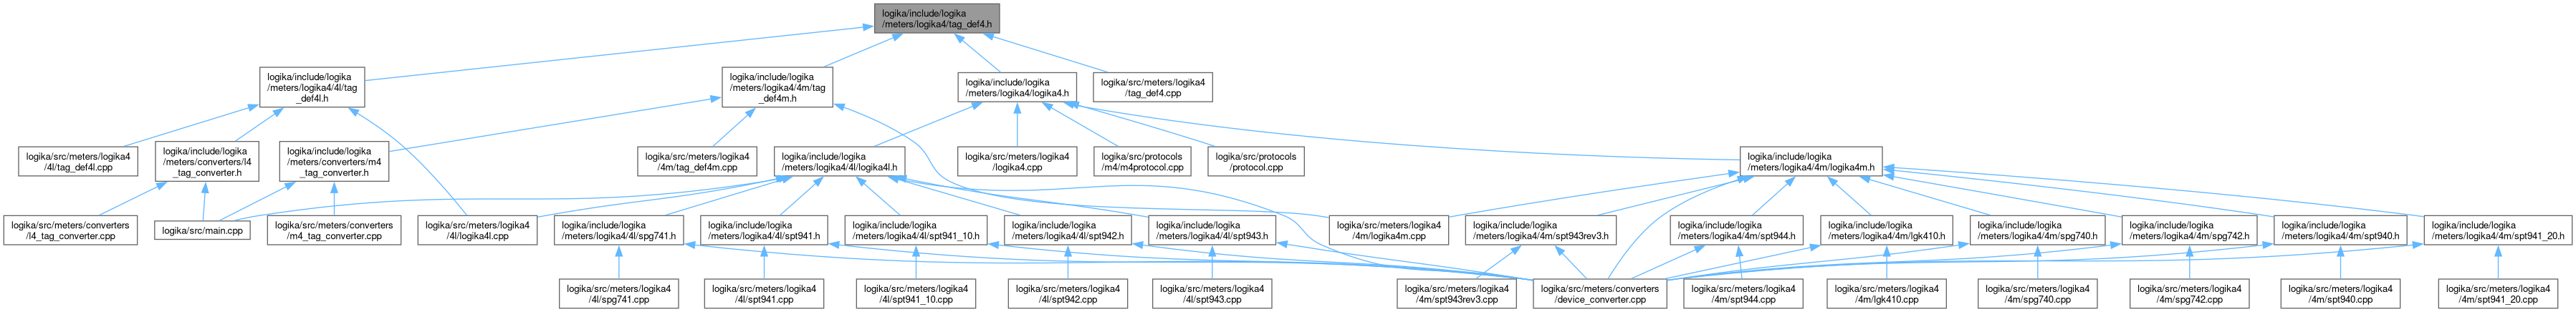 logika/include/logika
/meters/logika4/tag_def4.h
logika/include/logika
/meters/logika4/4l/tag
_def4l.h
logika/include/logika
/meters/logika4/4m/tag
_def4m.h
logika/include/logika
/meters/logika4/logika4.h
logika/src/meters/logika4
/tag_def4.cpp
logika/src/meters/logika4
/4l/tag_def4l.cpp
logika/include/logika
/meters/converters/l4
_tag_converter.h
logika/include/logika
/meters/converters/m4
_tag_converter.h
logika/src/meters/logika4
/4m/tag_def4m.cpp
logika/include/logika
/meters/logika4/4l/logika4l.h
logika/src/meters/logika4
/logika4.cpp
logika/src/protocols
/m4/m4protocol.cpp
logika/src/protocols
/protocol.cpp
logika/include/logika
/meters/logika4/4m/logika4m.h
logika/src/meters/converters
/l4_tag_converter.cpp
logika/src/main.cpp
logika/src/meters/converters
/m4_tag_converter.cpp
logika/src/meters/logika4
/4l/logika4l.cpp
logika/include/logika
/meters/logika4/4l/spg741.h
logika/include/logika
/meters/logika4/4l/spt941.h
logika/include/logika
/meters/logika4/4l/spt941_10.h
logika/include/logika
/meters/logika4/4l/spt942.h
logika/include/logika
/meters/logika4/4l/spt943.h
logika/src/meters/logika4
/4m/logika4m.cpp
logika/include/logika
/meters/logika4/4m/spt943rev3.h
logika/include/logika
/meters/logika4/4m/spt944.h
logika/include/logika
/meters/logika4/4m/lgk410.h
logika/include/logika
/meters/logika4/4m/spg740.h
logika/include/logika
/meters/logika4/4m/spg742.h
logika/include/logika
/meters/logika4/4m/spt940.h
logika/include/logika
/meters/logika4/4m/spt941_20.h
logika/src/meters/logika4
/4l/spg741.cpp
logika/src/meters/logika4
/4l/spt941.cpp
logika/src/meters/logika4
/4l/spt941_10.cpp
logika/src/meters/logika4
/4l/spt942.cpp
logika/src/meters/logika4
/4l/spt943.cpp
logika/src/meters/logika4
/4m/spt943rev3.cpp
logika/src/meters/converters
/device_converter.cpp
logika/src/meters/logika4
/4m/spt944.cpp
logika/src/meters/logika4
/4m/lgk410.cpp
logika/src/meters/logika4
/4m/spg740.cpp
logika/src/meters/logika4
/4m/spg742.cpp
logika/src/meters/logika4
/4m/spt940.cpp
logika/src/meters/logika4
/4m/spt941_20.cpp